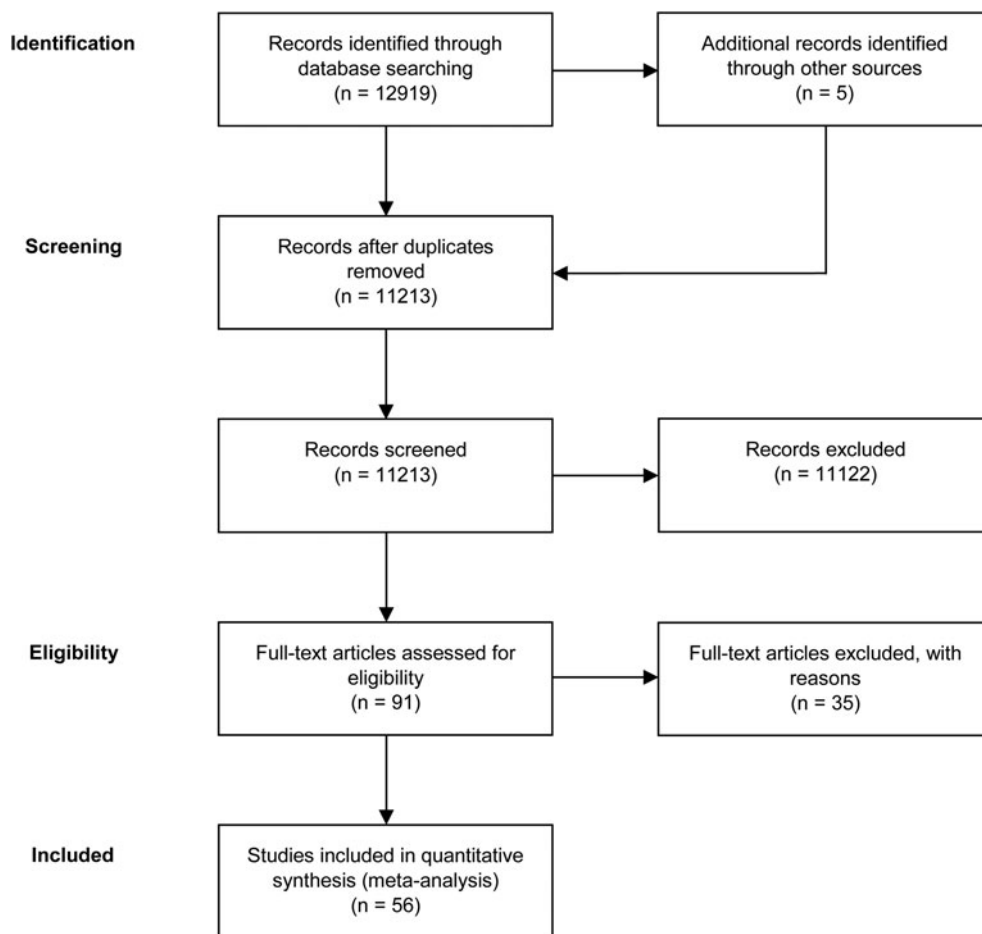 Identification
Records identified through
database searching
(n = 12919)
Additional records identified
through other sources
(n = 5)
Screening
Records after duplicates
removed
(n = 11213)
Records screened
(n = 11213)
Records excluded
(n = 11122)
Eligibility
Full-text articles assessed for
eligibility
(n = 91)
Full-text articles excluded, with
reasons
(n = 35)
Included
Studies included in quantitative
synthesis (meta-analysis)
(n = 56)